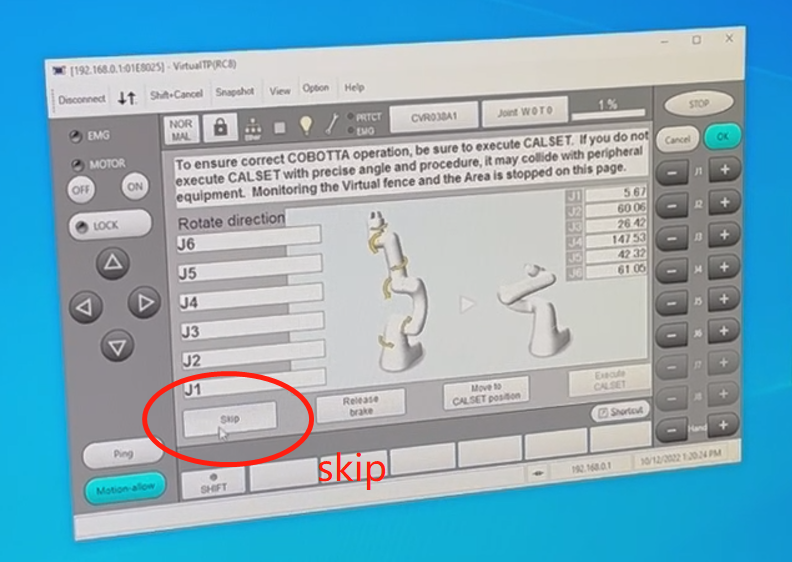 [192.168.0.1:01E8025] - VirtualTP(RC8)
Disconnect Shift+Cancel Snapshot View Option Help
EMG
MOTOR
OFF ON
LOCK
NOR
MAL
PRTCT
EMG
CVR038A1
Joint W 0 T 0
1 %
STOP
Cancel OK
To ensure correct COBOTTA operation, be sure to execute CALSET. If you do not
execute CALSET with precise angle and procedure, it may collide with peripheral
equipment. Monitoring the Virtual fence and the Area is stopped on this page.
Rotate direction
J6
J5
J4
J3
J2
J1
J1 5.67
J2 60.06
J3 26.42
J4 147.53
J5 42.32
J6 61.05
- J1 +
- J2 +
- J3 +
- J4 +
- J5 +
- J6 +
- J7 +
- J8 +
- Hand +
Skip
Release
brake
Move to
CALSET position
Execute
CALSET
Shortcut
Ping
Motion-allow
SHIFT
skip
192.168.0.1
10/12/2022 1:20:24 PM